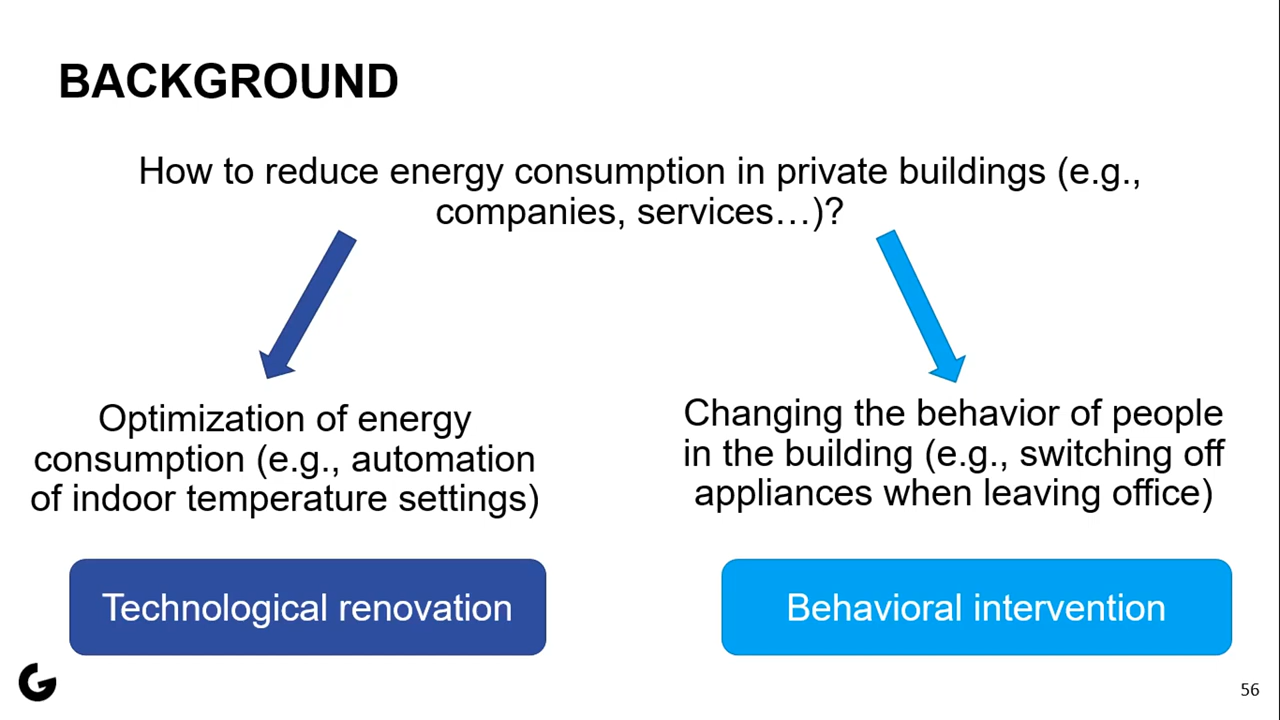 BACKGROUND
How to reduce energy consumption in private buildings (e.g.,
companies, services…)?
Optimization of energy
consumption (e.g., automation
of indoor temperature settings)
Changing the behavior of people
in the building (e.g., switching off
appliances when leaving office)
Technological renovation
Behavioral intervention
56